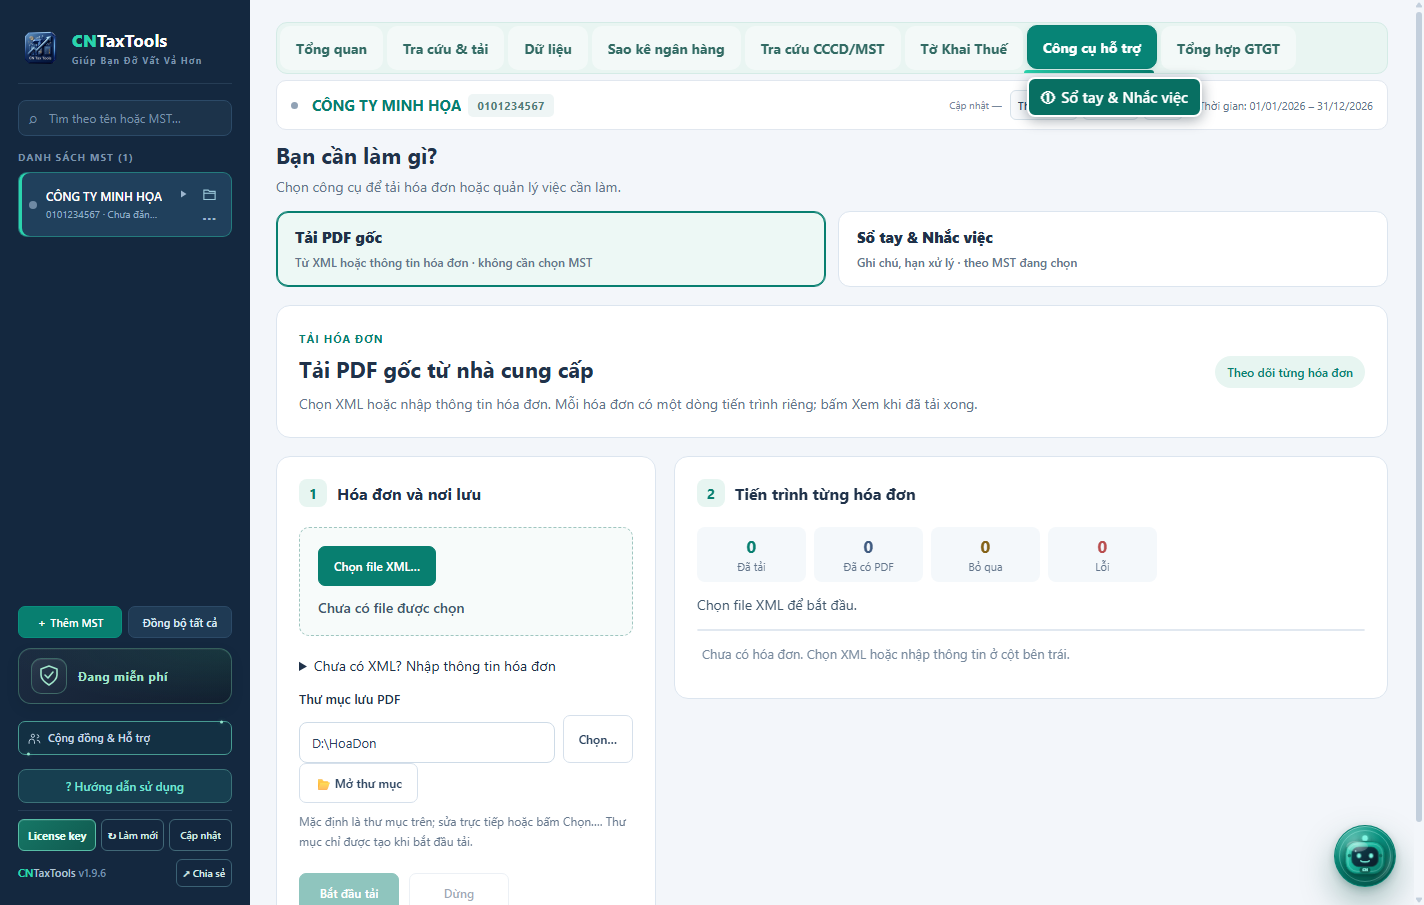 CNTaxTools
Giúp Bạn Đỡ Vất Vả Hơn
Tìm theo tên hoặc MST...
DANH SÁCH MST (1)
CÔNG TY MINH HỌA
0101234567 · Chưa đăn...
+ Thêm MST
Đồng bộ tất cả
Đang miễn phí
Cộng đồng & Hỗ trợ
? Hướng dẫn sử dụng
License key
↻ Làm mới
Cập nhật
CNTaxTools v1.9.6
↗ Chia sẻ
Tổng quan
Tra cứu & tải
Dữ liệu
Sao kê ngân hàng
Tra cứu CCCD/MST
Tờ Khai Thuế
Công cụ hỗ trợ
Tổng hợp GTGT
CÔNG TY MINH HỌA
0101234567
Cập nhật —
① Sổ tay & Nhắc việc
Thời gian: 01/01/2026 – 31/12/2026
Bạn cần làm gì?
Chọn công cụ để tải hóa đơn hoặc quản lý việc cần làm.
Tải PDF gốc
Từ XML hoặc thông tin hóa đơn · không cần chọn MST
Sổ tay & Nhắc việc
Ghi chú, hạn xử lý · theo MST đang chọn
TẢI HÓA ĐƠN
Tải PDF gốc từ nhà cung cấp
Chọn XML hoặc nhập thông tin hóa đơn. Mỗi hóa đơn có một dòng tiến trình riêng; bấm Xem khi đã tải xong.
Theo dõi từng hóa đơn
1 Hóa đơn và nơi lưu
Chọn file XML...
Chưa có file được chọn
▶ Chưa có XML? Nhập thông tin hóa đơn
Thư mục lưu PDF
D:\HoaDon
Chọn...
Mở thư mục
Mặc định là thư mục trên; sửa trực tiếp hoặc bấm Chọn.... Thư
mục chỉ được tạo khi bắt đầu tải.
Bắt đầu tải
Dừng
2 Tiến trình từng hóa đơn
0
Đã tải
0
Đã có PDF
0
Bỏ qua
0
Lỗi
Chọn file XML để bắt đầu.
Chưa có hóa đơn. Chọn XML hoặc nhập thông tin ở cột bên trái.